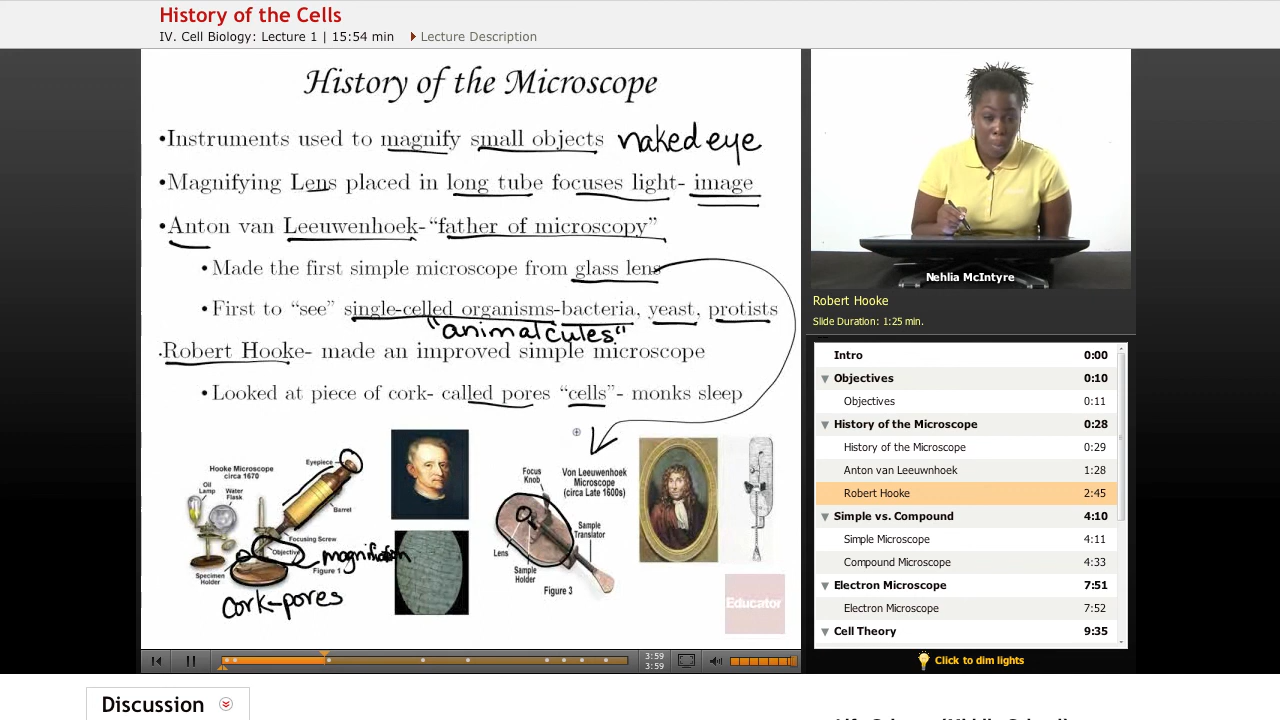 History of the Cells
IV. Cell Biology: Lecture 1 | 15:54 min Lecture Description
History of the Microscope
•Instruments used to magnify small objects naked eye
•Magnifying Lens placed in long tube focuses light- image
•Anton van Leeuwenhoek-“father of microscopy”
•Made the first simple microscope from glass lens
•First to “see” single-celled organisms-bacteria, yeast, protists
"animalcules"
•Robert Hooke- made an improved simple microscope
•Looked at piece of cork- called pores “cells”- monks sleep
Hooke Microscope
circa 1670
Eyepiece
Oil
Lamp
Water
Flask
Barrel
Focusing Screw
Objective
magnification
Figure 1
Specimen
Holder
cork-pores
Focus
Knob
Von Leeuwenhoek
Microscope
(circa Late 1600s)
Sample
Translator
Lens
Sample
Holder
Figure 3
Educator
3:59
3:59
Nehlia McIntyre
Robert Hooke
Slide Duration: 1:25 min.
Intro 0:00
Objectives 0:10
Objectives 0:11
History of the Microscope 0:28
History of the Microscope 0:29
Anton van Leeuwnhoek 1:28
Robert Hooke 2:45
Simple vs. Compound 4:10
Simple Microscope 4:11
Compound Microscope 4:33
Electron Microscope 7:51
Electron Microscope 7:52
Cell Theory 9:35
Click to dim lights
Discussion